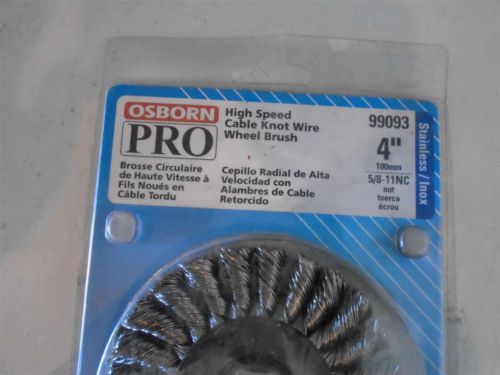 OSBORN
PRO
High Speed
Cable Knot Wire
Wheel Brush
Brosse Circulaire
de Haute Vitesse à
Fils Noués en
Câble Tordu
Cepillo Radial de Alta
Velocidad con
Alambres de Cable
Retorcido
99093
4"
100mm
5/8-11NC
nut
tuerca
écrou
Stainless / Inox